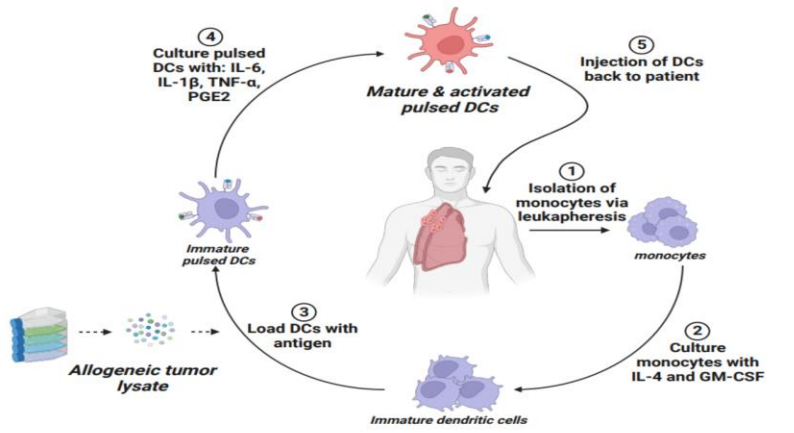 4
Culture pulsed
DCs with: IL-6,
IL-1β, TNF-α,
PGE2
Mature & activated
pulsed DCs
5
Injection of DCs
back to patient
1
Isolation of
monocytes via
leukapheresis
monocytes
Immature
pulsed DCs
3
Load DCs with
antigen
2
Culture
monocytes with
IL-4 and GM-CSF
Allogeneic tumor
lysate
Immature dendritic cells